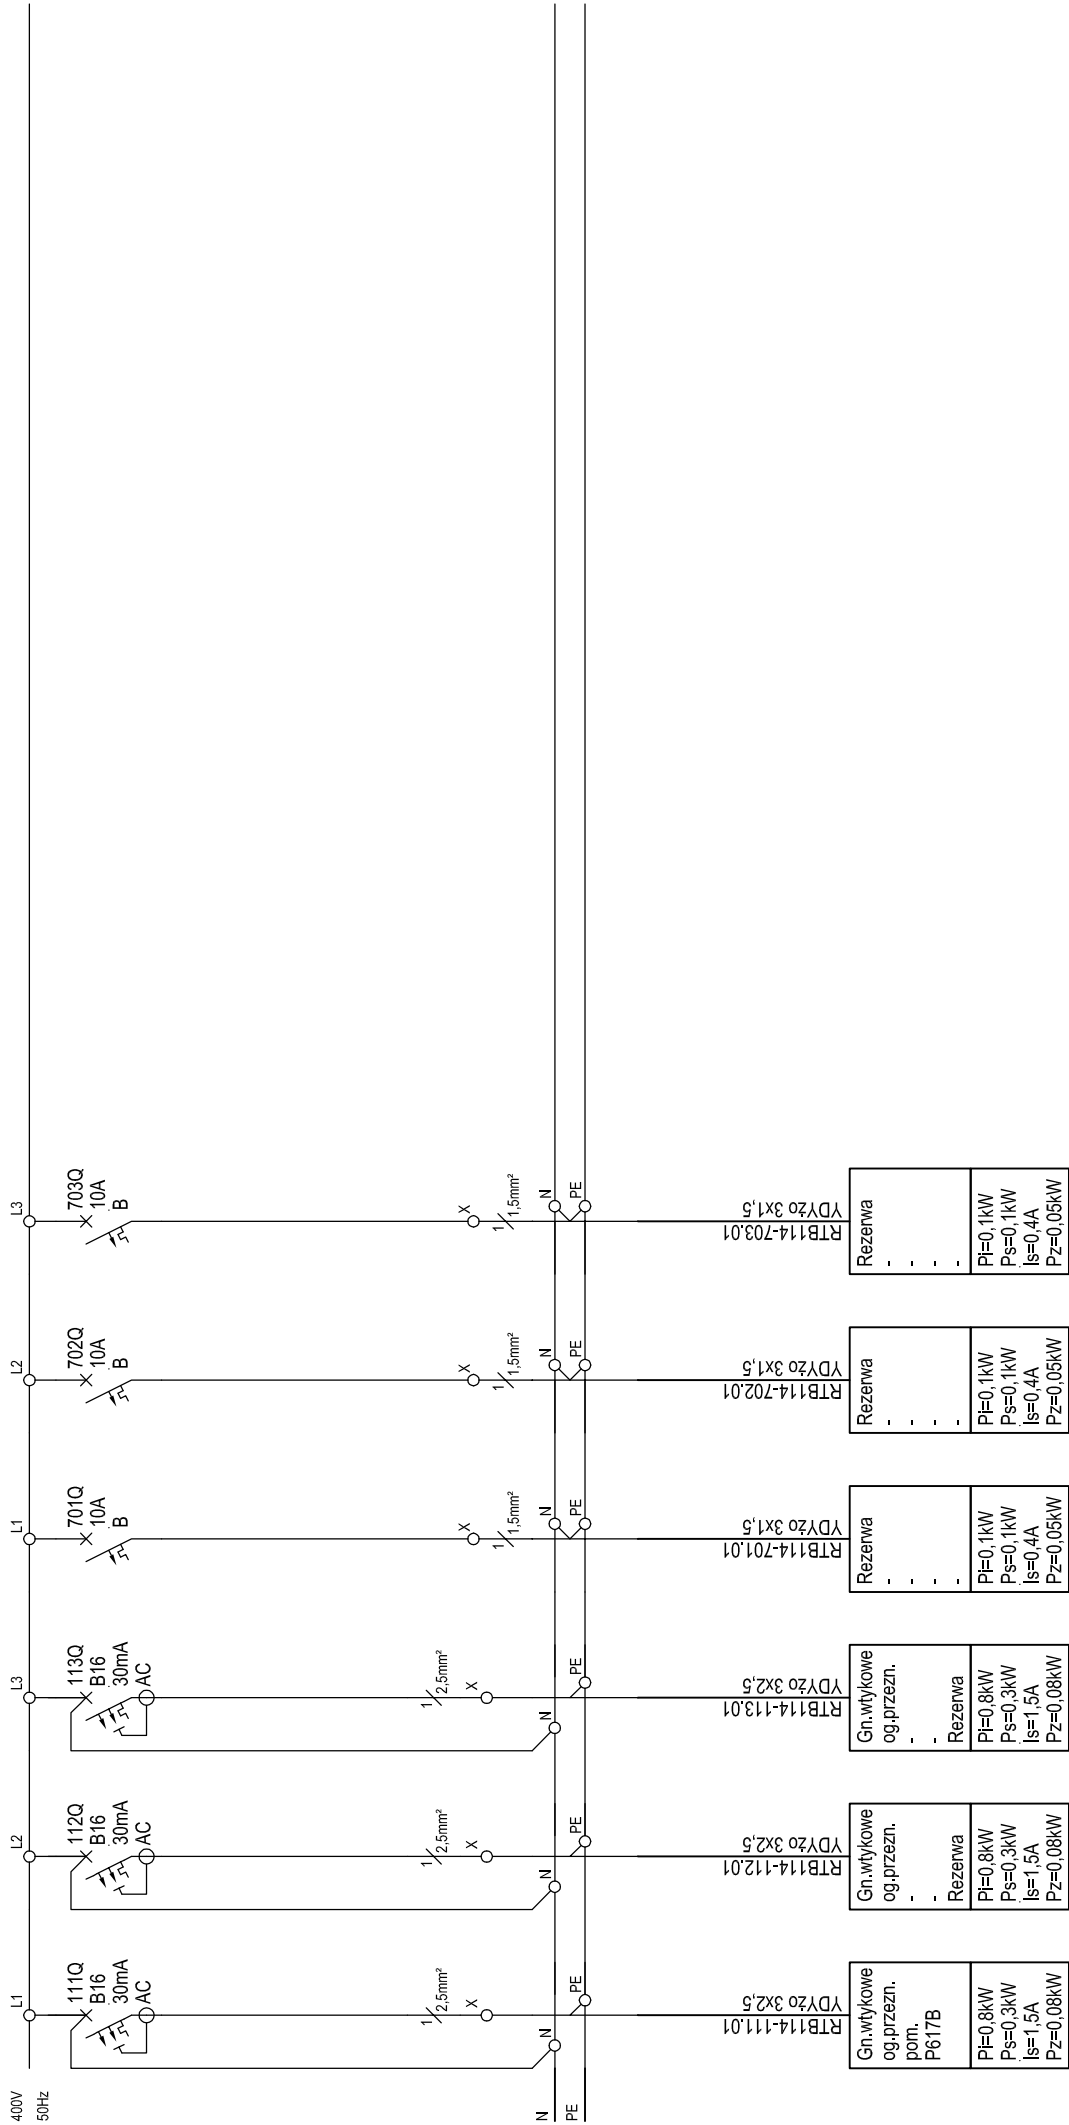 400V
50Hz
N
PE
L1
111Q
B16
30mA
AC
1
2,5mm²
X
N
PE
RTB114-111.01
YDYżo 3x2,5
Gn.wtykowe
og.przezn.
pom.
P617B
Pi=0,8kW
Ps=0,3kW
Is=1,5A
Pz=0,08kW
L2
112Q
B16
30mA
AC
1
2,5mm²
X
N
PE
RTB114-112.01
YDYżo 3x2,5
Gn.wtykowe
og.przezn.
-
-
Rezerwa
Pi=0,8kW
Ps=0,3kW
Is=1,5A
Pz=0,08kW
L3
113Q
B16
30mA
AC
1
2,5mm²
X
N
PE
RTB114-113.01
YDYżo 3x2,5
Gn.wtykowe
og.przezn.
-
-
Rezerwa
Pi=0,8kW
Ps=0,3kW
Is=1,5A
Pz=0,08kW
L1
701Q
10A
B
X
1
1,5mm²
N
PE
RTB114-701.01
YDYżo 3x1,5
Rezerwa
-
-
-
-
Pi=0,1kW
Ps=0,1kW
Is=0,4A
Pz=0,05kW
L2
702Q
10A
B
X
1
1,5mm²
N
PE
RTB114-702.01
YDYżo 3x1,5
Rezerwa
-
-
-
-
Pi=0,1kW
Ps=0,1kW
Is=0,4A
Pz=0,05kW
L3
703Q
10A
B
X
1
1,5mm²
N
PE
RTB114-703.01
YDYżo 3x1,5
Rezerwa
-
-
-
-
Pi=0,1kW
Ps=0,1kW
Is=0,4A
Pz=0,05kW